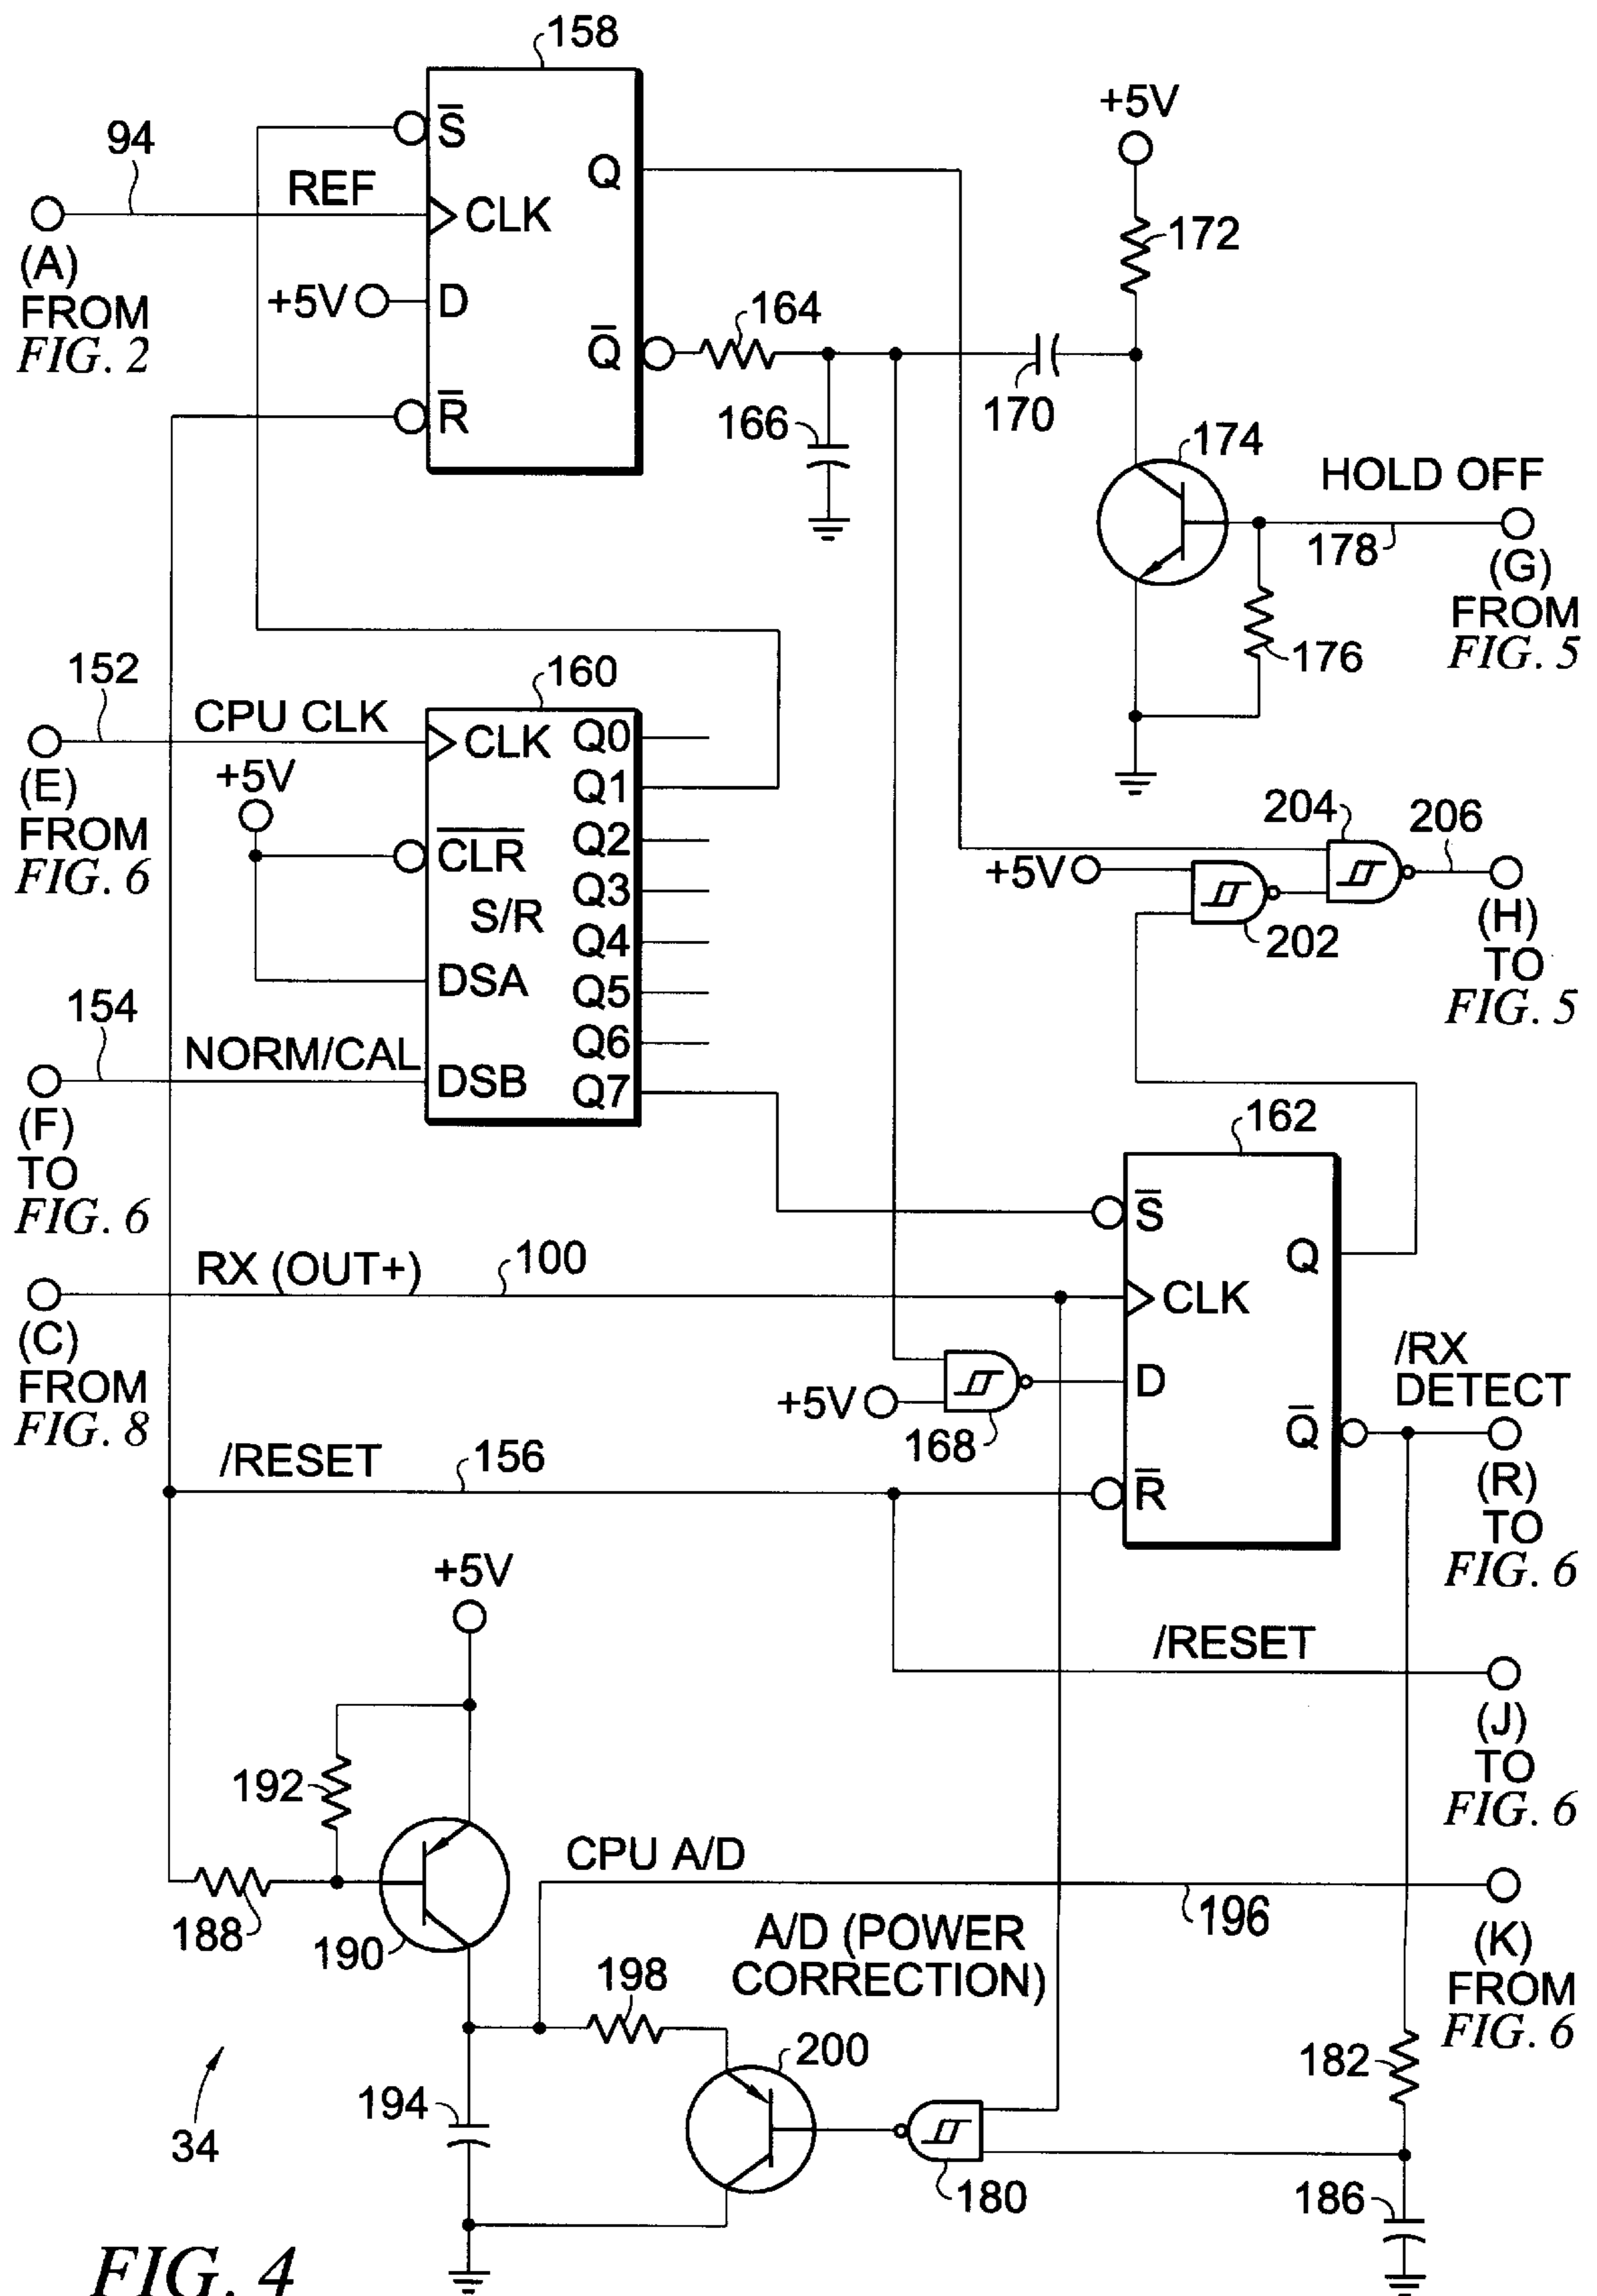 158
S̅
Q
94
REF
CLK
(A)
FROM
FIG. 2
+5V
D
Q̅
R̅
164
166
170
+5V
172
174
HOLD OFF
178
(G)
FROM
FIG. 5
176
152
CPU CLK
(E)
FROM
FIG. 6
+5V
160
CLK
C̅L̅R̅
S/R
DSA
DSB
Q0
Q1
Q2
Q3
Q4
Q5
Q6
Q7
154
NORM/CAL
(F)
TO
FIG. 6
204
206
+5V
202
(H)
TO
FIG. 5
162
S̅
Q
CLK
D
Q̅
R̅
RX (OUT+)
100
(C)
FROM
FIG. 8
+5V
168
/RX
DETECT
(R)
TO
FIG. 6
/RESET
156
/RESET
(J)
TO
FIG. 6
+5V
192
188
190
CPU A/D
196
(K)
FROM
FIG. 6
A/D (POWER
CORRECTION)
198
200
194
180
182
186
34
FIG. 4